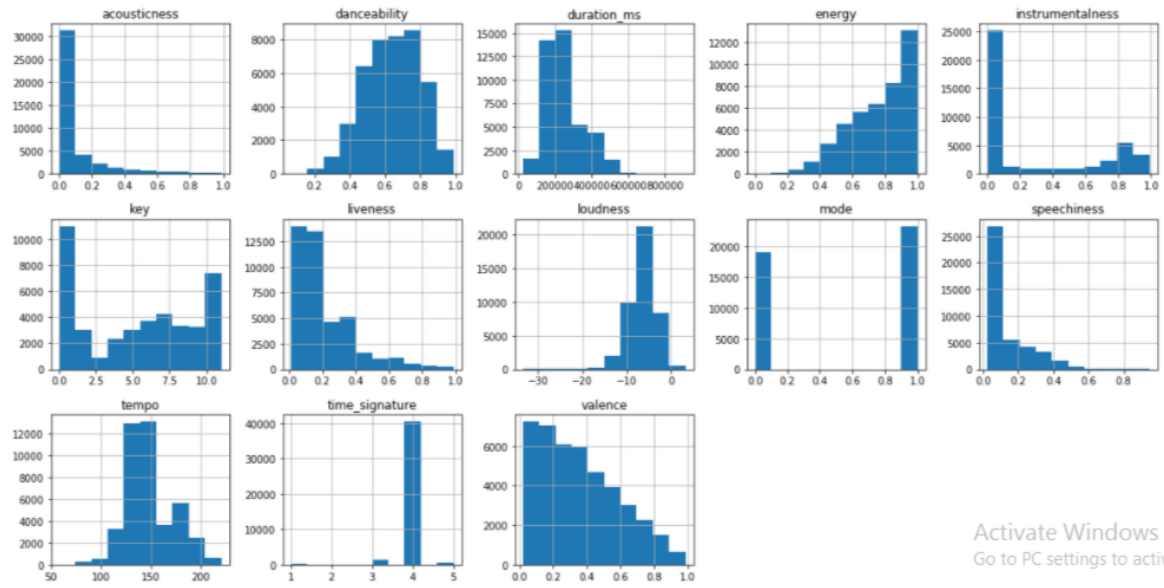 acousticness
30000
25000
20000
15000
10000
5000
0
0.0 0.2 0.4 0.6 0.8 1.0
danceability
8000
6000
4000
2000
0
0.2 0.4 0.6 0.8 1.0
duration_ms
15000
12500
10000
7500
5000
2500
0
200000400000600000800000
energy
12000
10000
8000
6000
4000
2000
0
0.0 0.2 0.4 0.6 0.8 1.0
instrumentalness
25000
20000
15000
10000
5000
0
0.0 0.2 0.4 0.6 0.8 1.0
key
10000
8000
6000
4000
2000
0
0.0 2.5 5.0 7.5 10.0
liveness
12500
10000
7500
5000
2500
0
0.0 0.2 0.4 0.6 0.8 1.0
loudness
20000
15000
10000
5000
0
−30 −20 −10 0
mode
20000
15000
10000
5000
0
0.0 0.2 0.4 0.6 0.8 1.0
speechiness
25000
20000
15000
10000
5000
0
0.0 0.2 0.4 0.6 0.8
tempo
12000
10000
8000
6000
4000
2000
0
50 100 150 200
time_signature
40000
30000
20000
10000
0
1 2 3 4 5
valence
6000
4000
2000
0
0.0 0.2 0.4 0.6 0.8 1.0
Activate Windows
Go to PC settings to activ